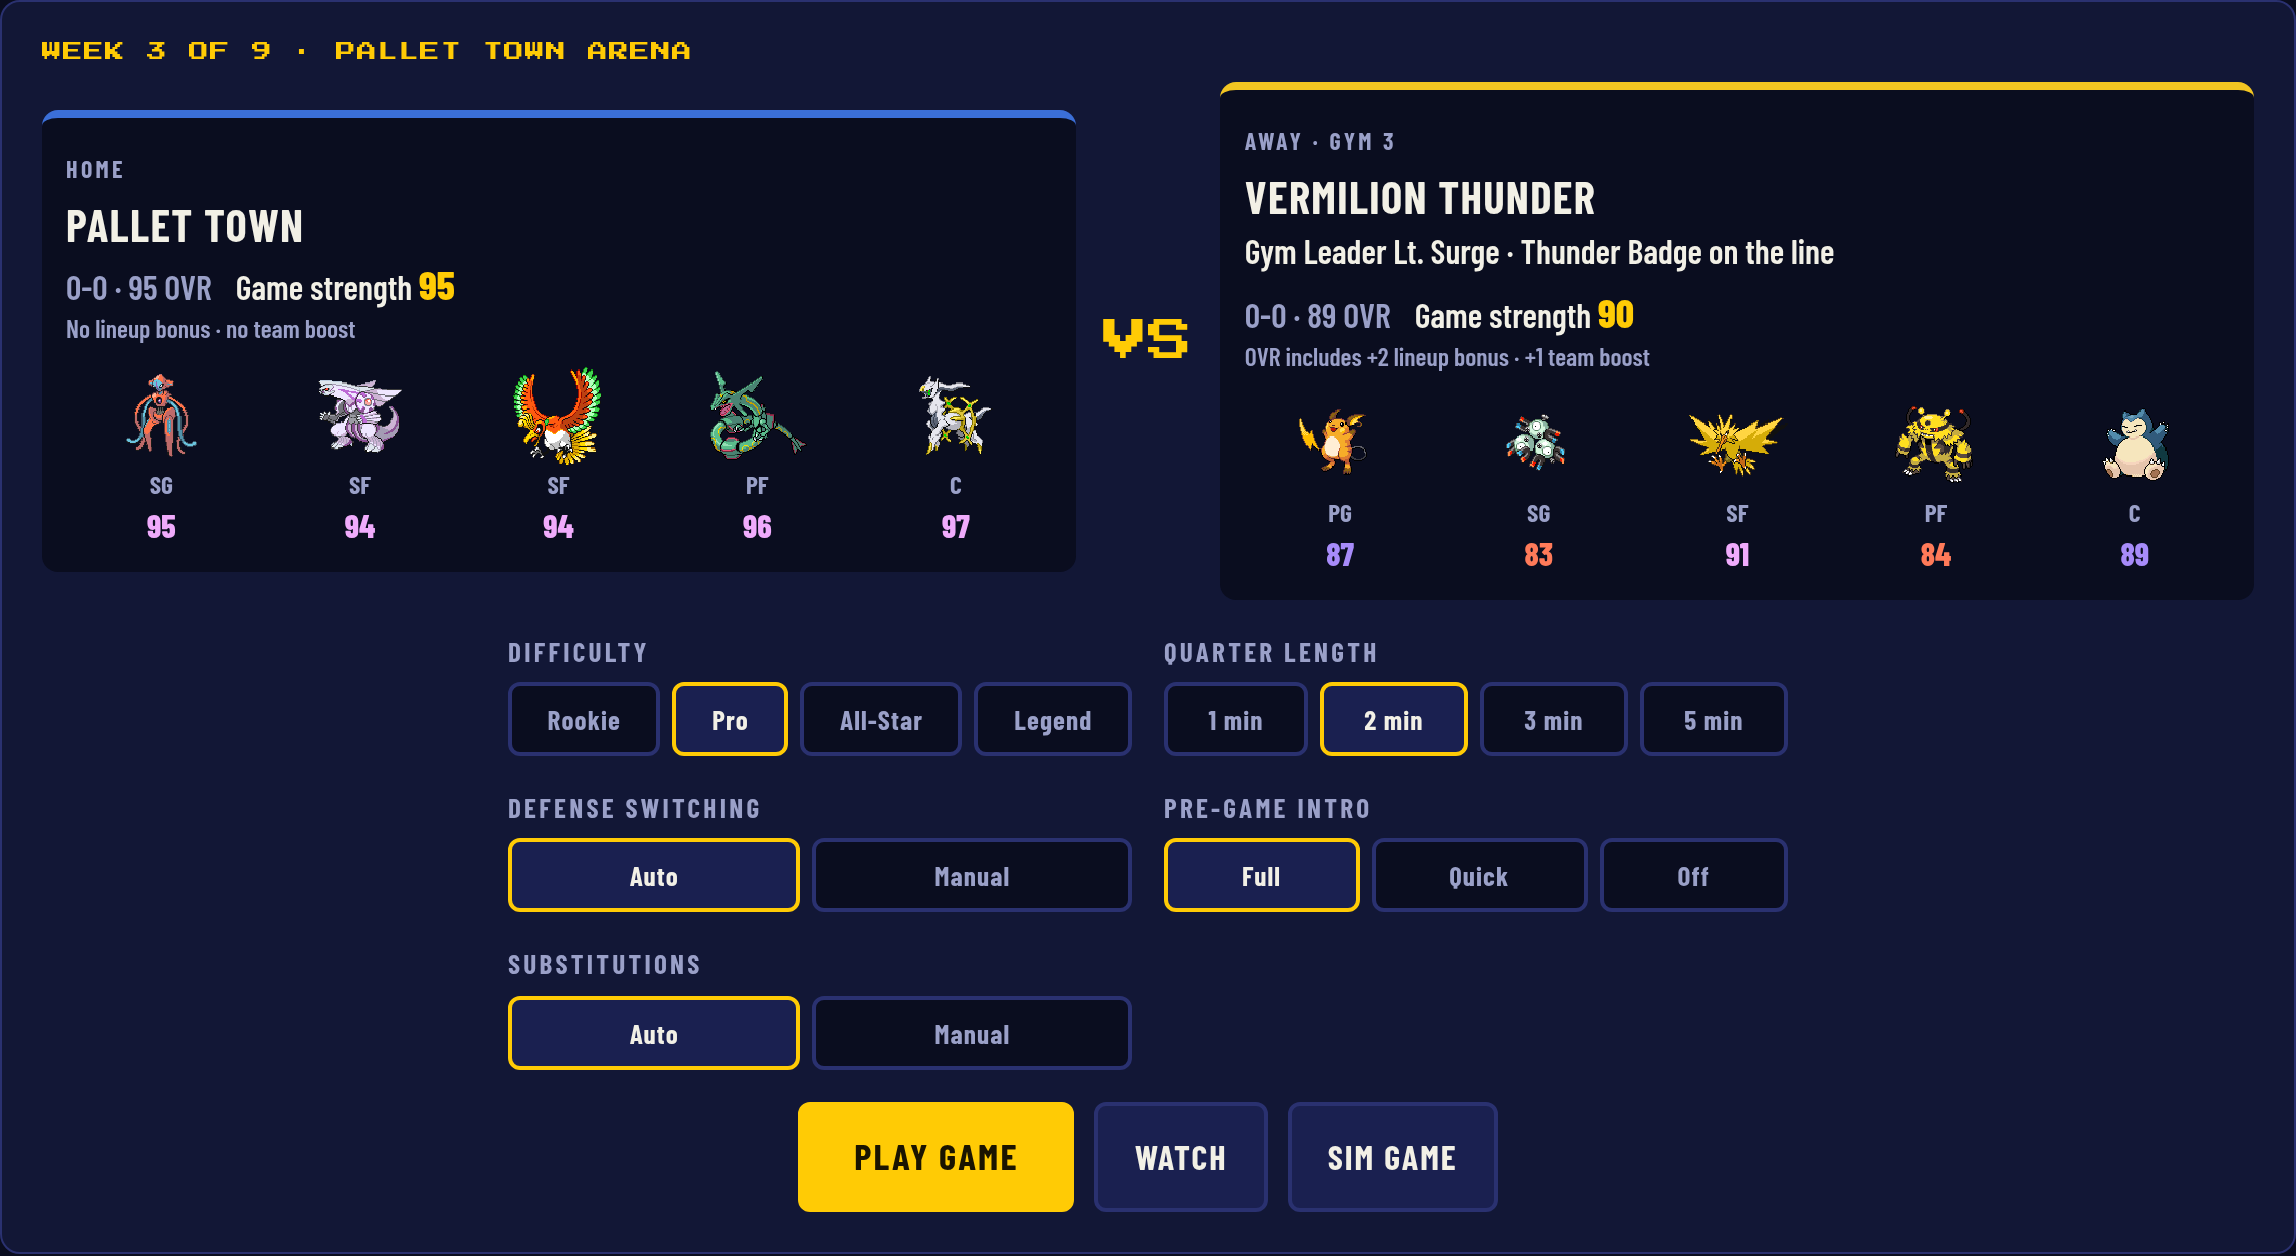 WEEK 3 OF 9 · PALLET TOWN ARENA
HOME
PALLET TOWN
0-0 · 95 OVR Game strength 95
No lineup bonus · no team boost
SG SF SF PF C
95 94 94 96 97
VS
AWAY · GYM 3
VERMILION THUNDER
Gym Leader Lt. Surge · Thunder Badge on the line
0-0 · 89 OVR Game strength 90
OVR includes +2 lineup bonus · +1 team boost
PG SG SF PF C
87 83 91 84 89
DIFFICULTY
Rookie Pro All-Star Legend
QUARTER LENGTH
1 min 2 min 3 min 5 min
DEFENSE SWITCHING
Auto Manual
PRE-GAME INTRO
Full Quick Off
SUBSTITUTIONS
Auto Manual
PLAY GAME WATCH SIM GAME